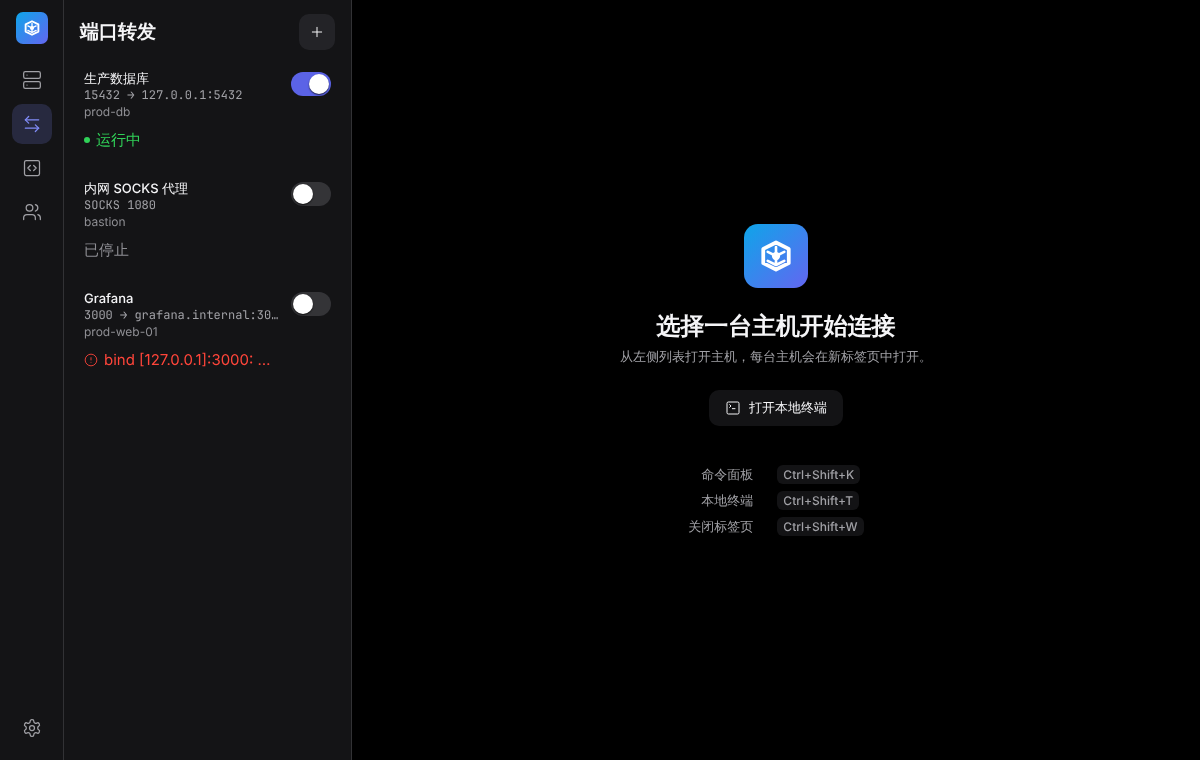 端口转发
生产数据库
15432 → 127.0.0.1:5432
prod-db
运行中
内网 SOCKS 代理
SOCKS 1080
bastion
已停止
Grafana
3000 → grafana.internal:30…
prod-web-01
bind [127.0.0.1]:3000: …
选择一台主机开始连接
从左侧列表打开主机，每台主机会在新标签页中打开。
打开本地终端
命令面板 Ctrl+Shift+K
本地终端 Ctrl+Shift+T
关闭标签页 Ctrl+Shift+W